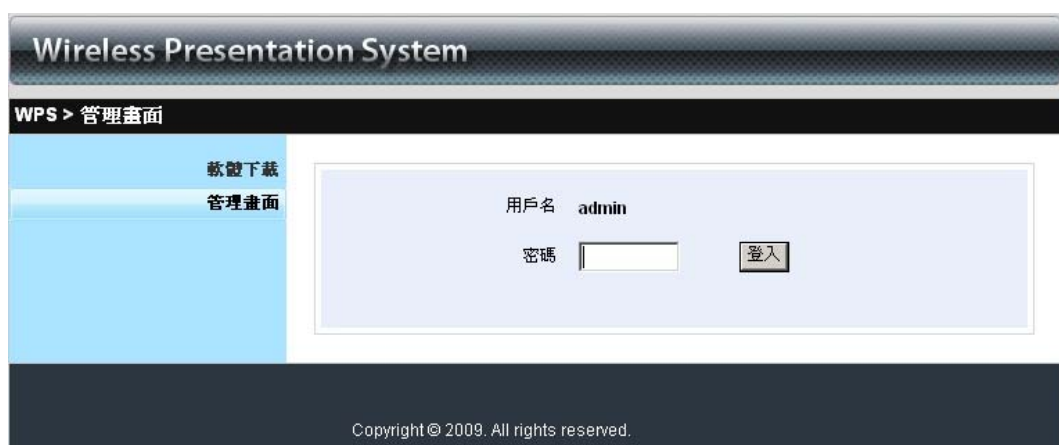 Wireless Presentation System
WPS > 管理畫面
軟體下載
管理畫面
用戶名 admin
密碼 登入
Copyright © 2009. All rights reserved.